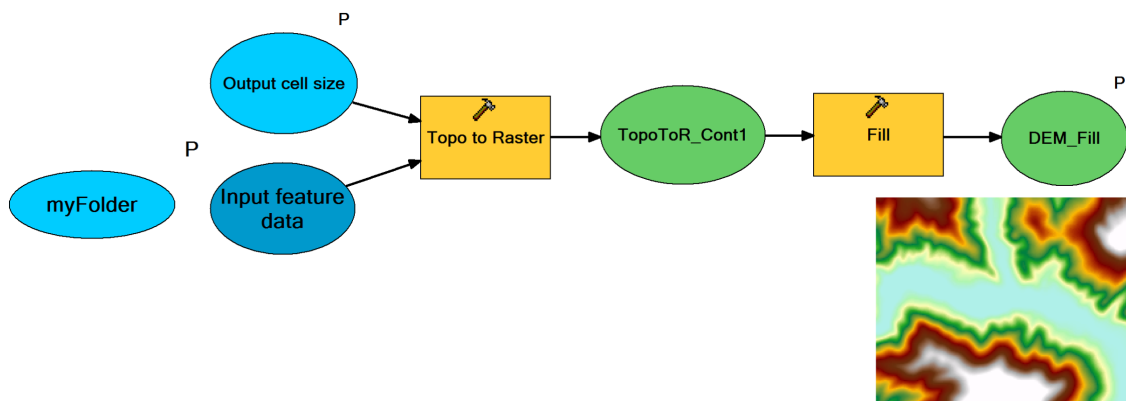 P
Output cell size
Topo to Raster
TopoToR_Cont1
Fill
P
DEM_Fill
P
myFolder
Input feature
data